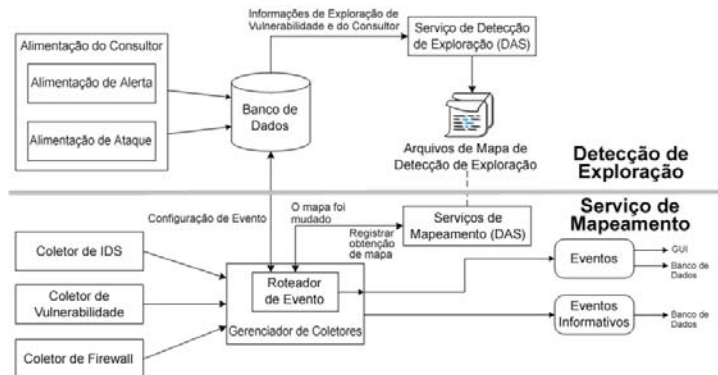 Informações de Exploração de
Vulnerabilidade e do Consultor
Alimentação do Consultor
Alimentação de Alerta
Alimentação de Ataque
Banco de
Dados
Serviço de Detecção
de Exploração (DAS)
Arquivos de Mapa de
Detecção de Exploração
Detecção de
Exploração
Serviço de
Mapeamento
Configuração de Evento
O mapa foi
mudado
Registrar
obtenção
de mapa
Serviços de
Mapeamento (DAS)
Coletor de IDS
Coletor de
Vulnerabilidade
Coletor de Firewall
Roteador
de Evento
Gerenciador de Coletores
Eventos
GUI
Banco de
Dados
Eventos
Informativos
Banco de
Dados